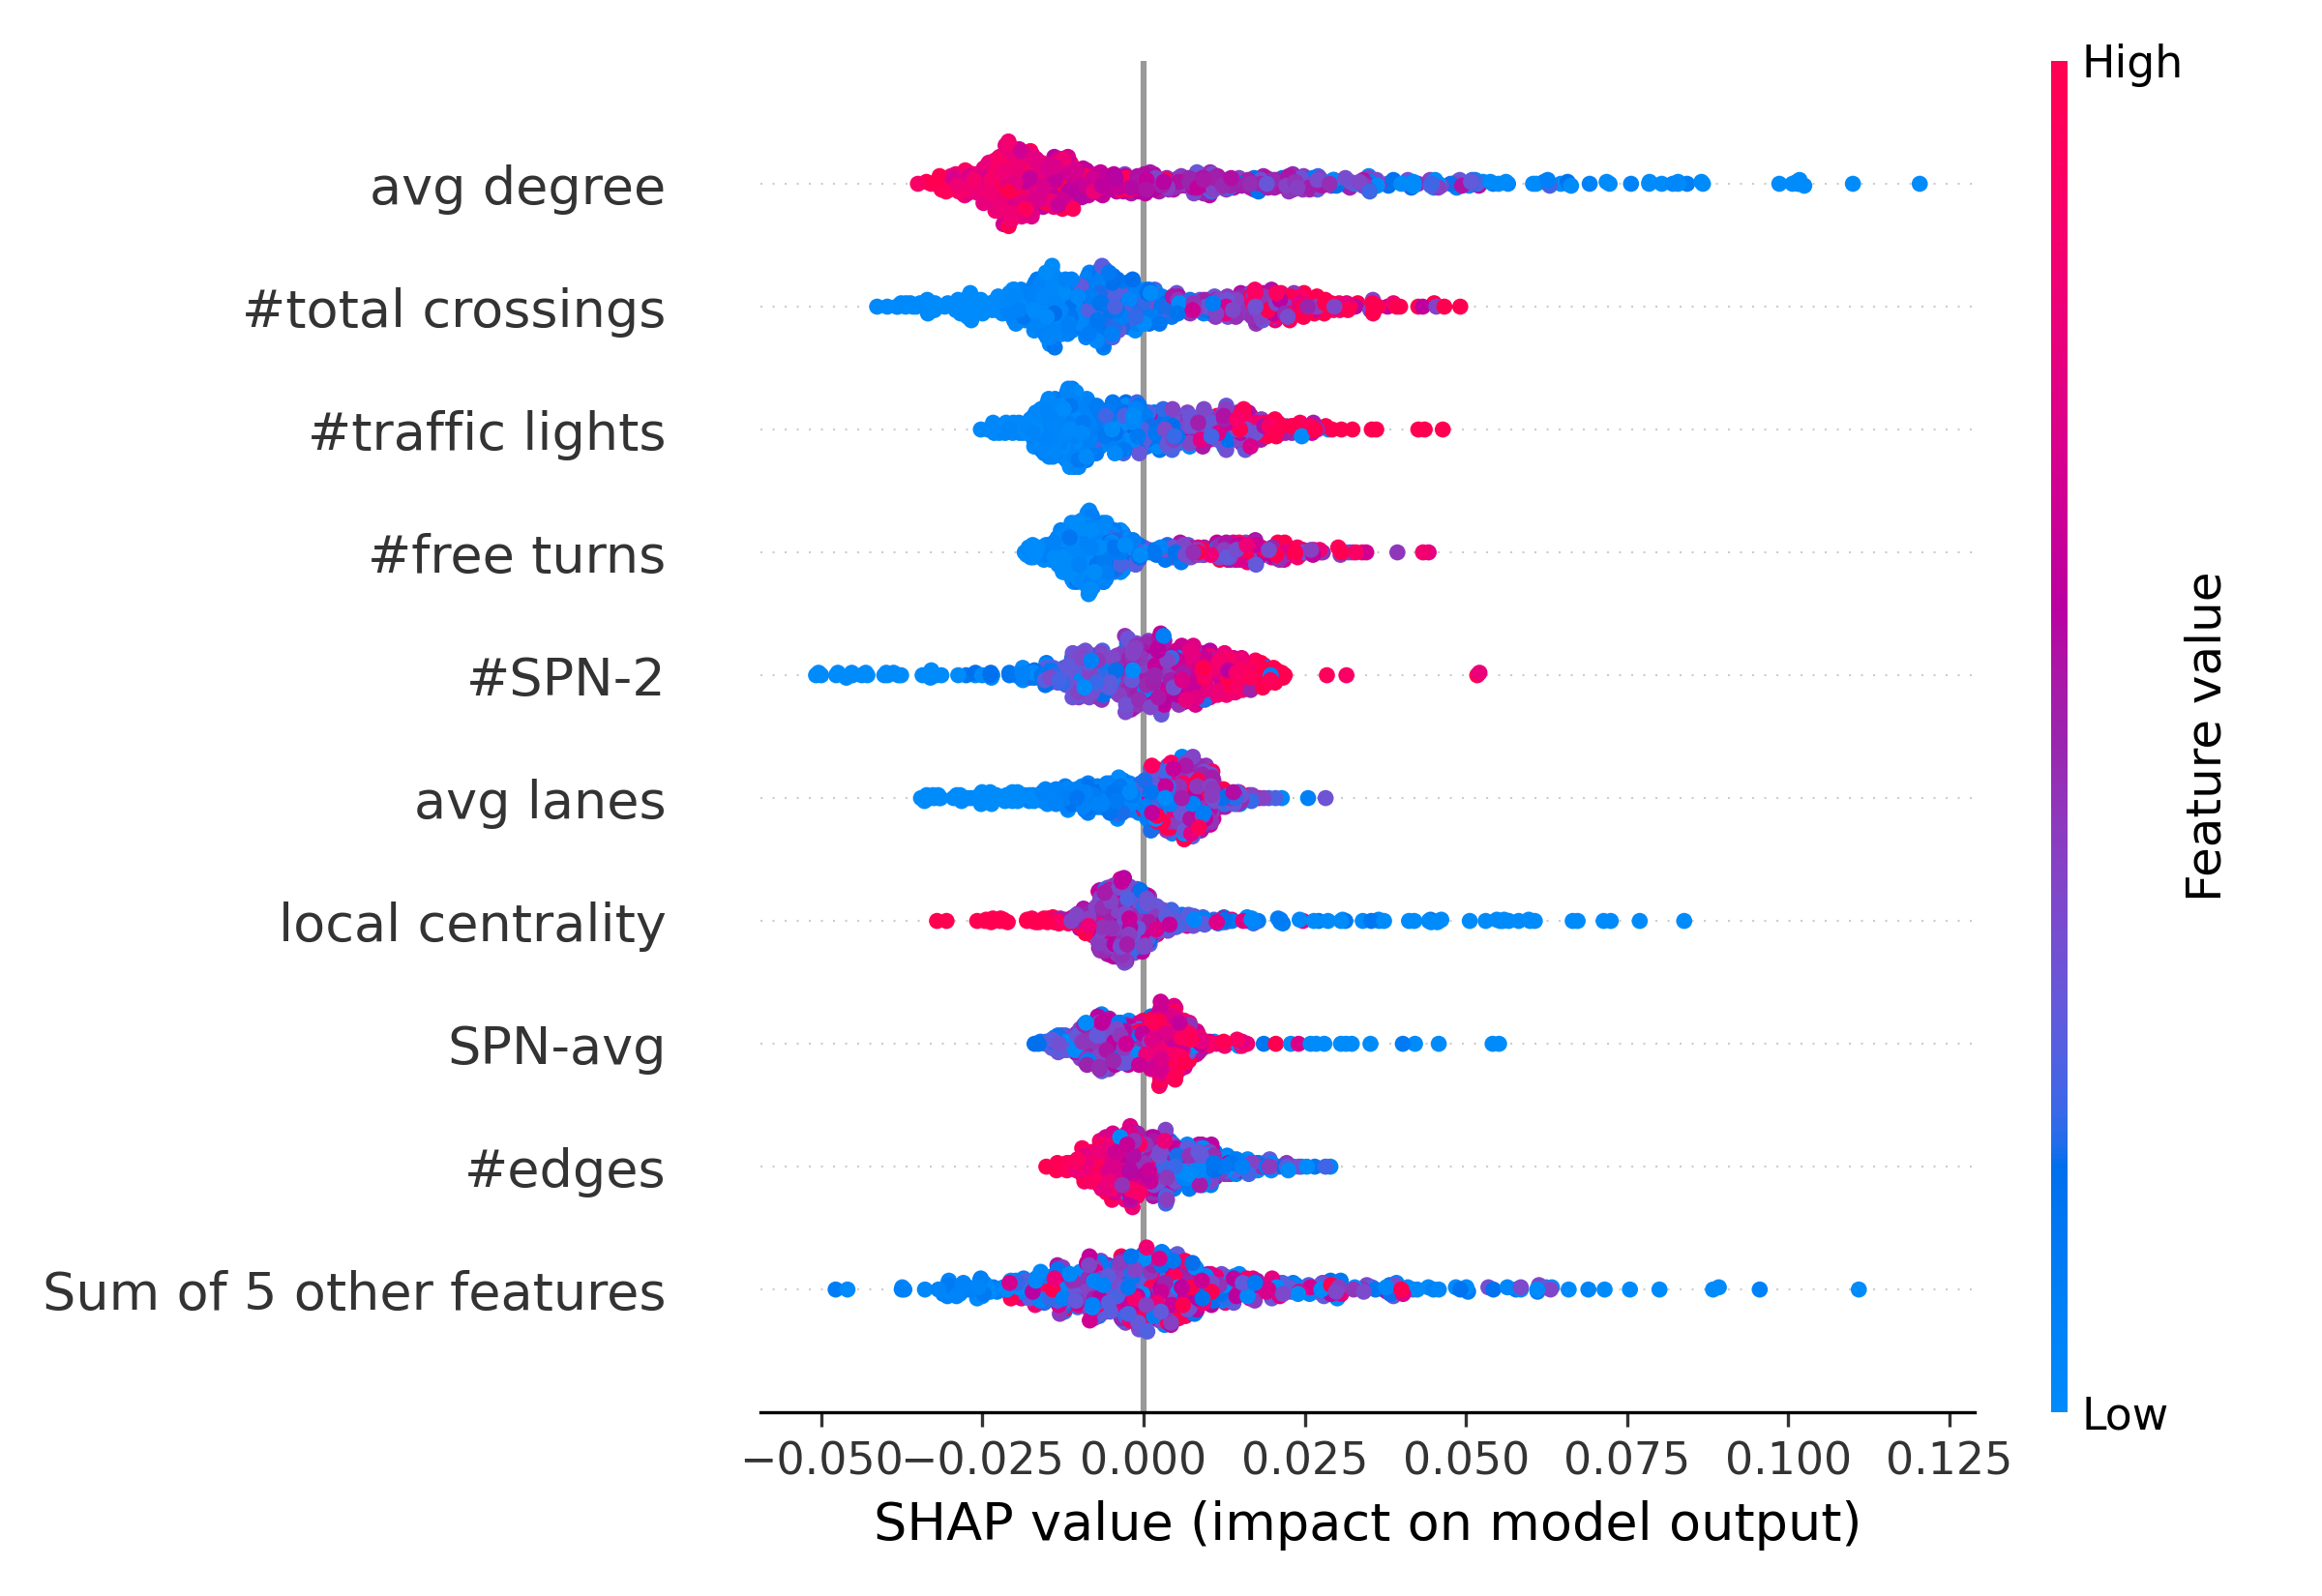 High
avg degree
#total crossings
#traffic lights
#free turns
#SPN-2
avg lanes
local centrality
SPN-avg
#edges
Sum of 5 other features
Feature value
Low
−0.050 −0.025 0.000 0.025 0.050 0.075 0.100 0.125
SHAP value (impact on model output)